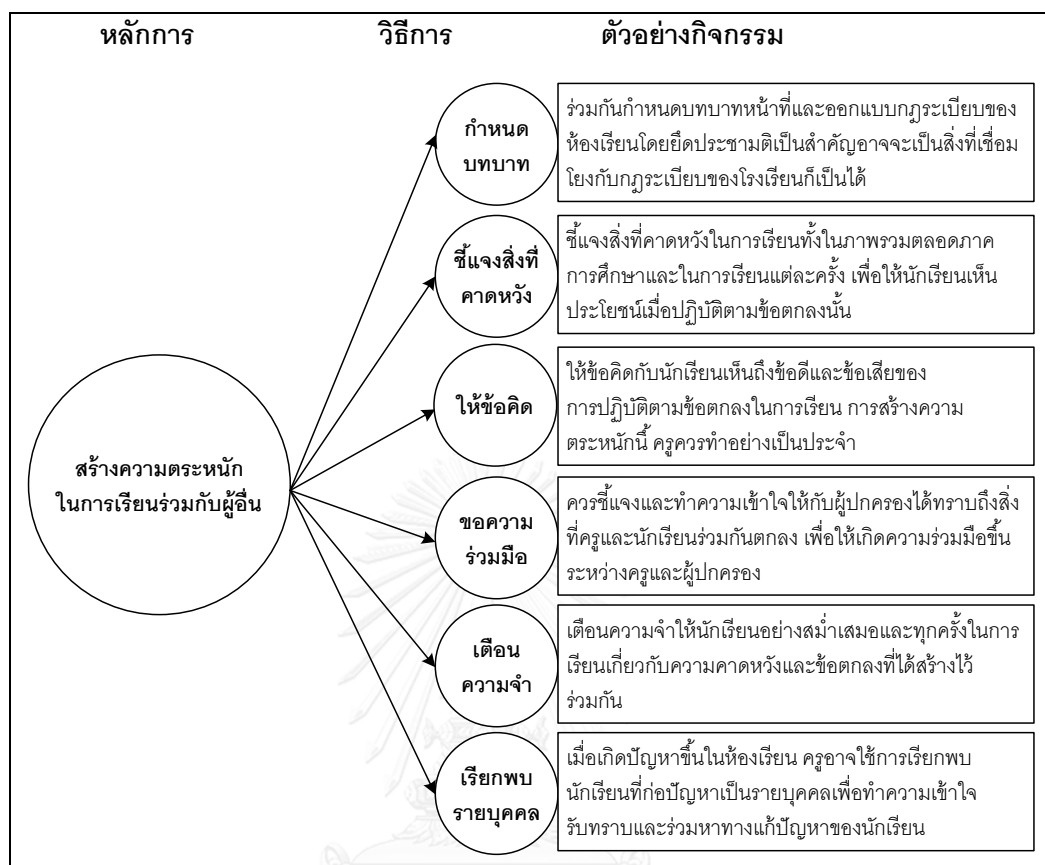 หลักการ วิธีการ ตัวอย่างกิจกรรม
สร้างความตระหนัก
ในการเรียนร่วมกับผู้อื่น
กำหนด
บทบาท
ร่วมกันกำหนดบทบาทหน้าที่และออกแบบกฎระเบียบของ
ห้องเรียนโดยยึดประชามติเป็นสำคัญอาจจะเป็นสิ่งที่เชื่อม
โยงกับกฎระเบียบของโรงเรียนก็เป็นได้
ชี้แจงสิ่งที่
คาดหวัง
ชี้แจงสิ่งที่คาดหวังในการเรียนทั้งในภาพรวมตลอดภาค
การศึกษาและในการเรียนแต่ละครั้ง เพื่อให้นักเรียนเห็น
ประโยชน์เมื่อปฏิบัติตามข้อตกลงนั้น
ให้ข้อคิด
ให้ข้อคิดกับนักเรียนเห็นถึงข้อดีและข้อเสียของ
การปฏิบัติตามข้อตกลงในการเรียน การสร้างความ
ตระหนักนี้ ครูควรทำอย่างเป็นประจำ
ขอความ
ร่วมมือ
ควรชี้แจงและทำความเข้าใจให้กับผู้ปกครองได้ทราบถึงสิ่ง
ที่ครูและนักเรียนร่วมกันตกลง เพื่อให้เกิดความร่วมมือขึ้น
ระหว่างครูและผู้ปกครอง
เตือน
ความจำ
เตือนความจำให้นักเรียนอย่างสม่ำเสมอและทุกครั้งในการ
เรียนเกี่ยวกับความคาดหวังและข้อตกลงที่ได้สร้างไว้
ร่วมกัน
เรียกพบ
รายบุคคล
เมื่อเกิดปัญหาขึ้นในห้องเรียน ครูอาจใช้การเรียกพบ
นักเรียนที่ก่อปัญหาเป็นรายบุคคลเพื่อทำความเข้าใจ
รับทราบและร่วมหาทางแก้ปัญหาของนักเรียน